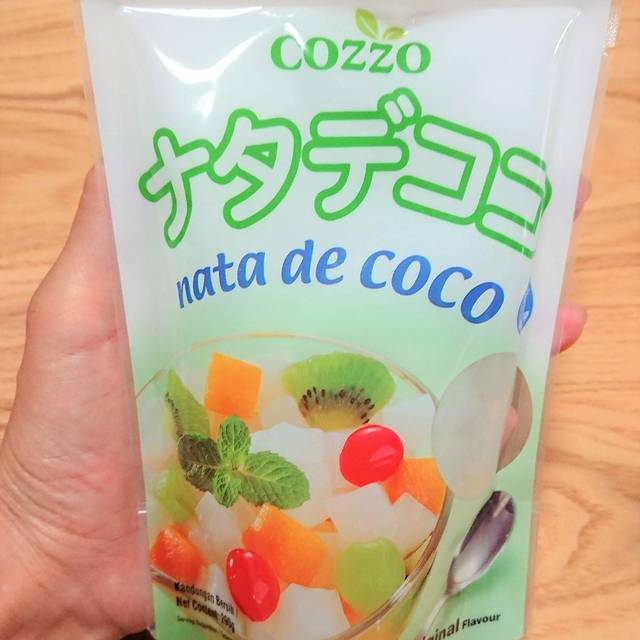 COZZO
ナタデココ
nata de coco
Kandungan Bersih /
Net Content:
Flavour